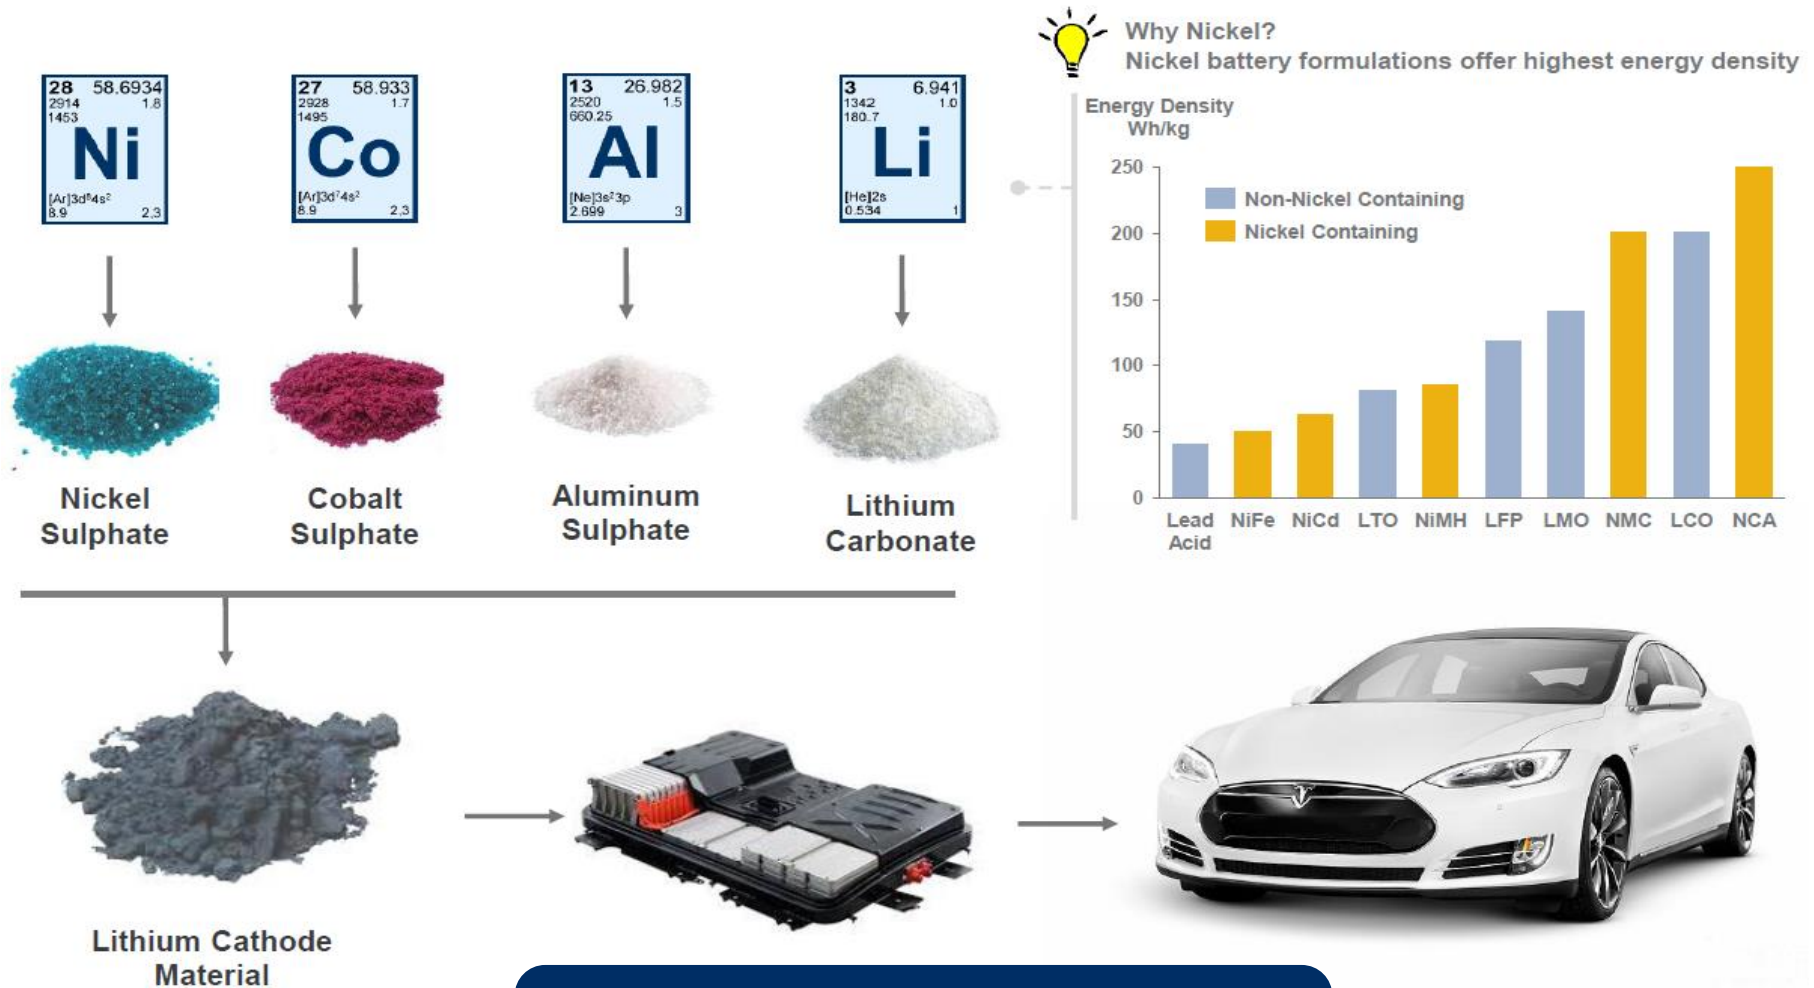 Why Nickel?
Nickel battery formulations offer highest energy density
28 58.6934
2914 1.8
1453
Ni
[Ar]3d⁸4s²
8.9 2,3
27 58.933
2928 1.7
1495
Co
[Ar]3d⁷4s²
8.9 2,3
13 26.982
2520 1.5
660.25
Al
[Ne]3s²3p
2.699 3
3 6.941
1342 1.0
180.7
Li
[He]2s
0.534 1
Nickel
Sulphate
Cobalt
Sulphate
Aluminum
Sulphate
Lithium
Carbonate
Energy Density
Wh/kg
250
200
150
100
50
0
Non-Nickel Containing
Nickel Containing
Lead
Acid
NiFe
NiCd
LTO
NiMH
LFP
LMO
NMC
LCO
NCA
Lithium Cathode
Material